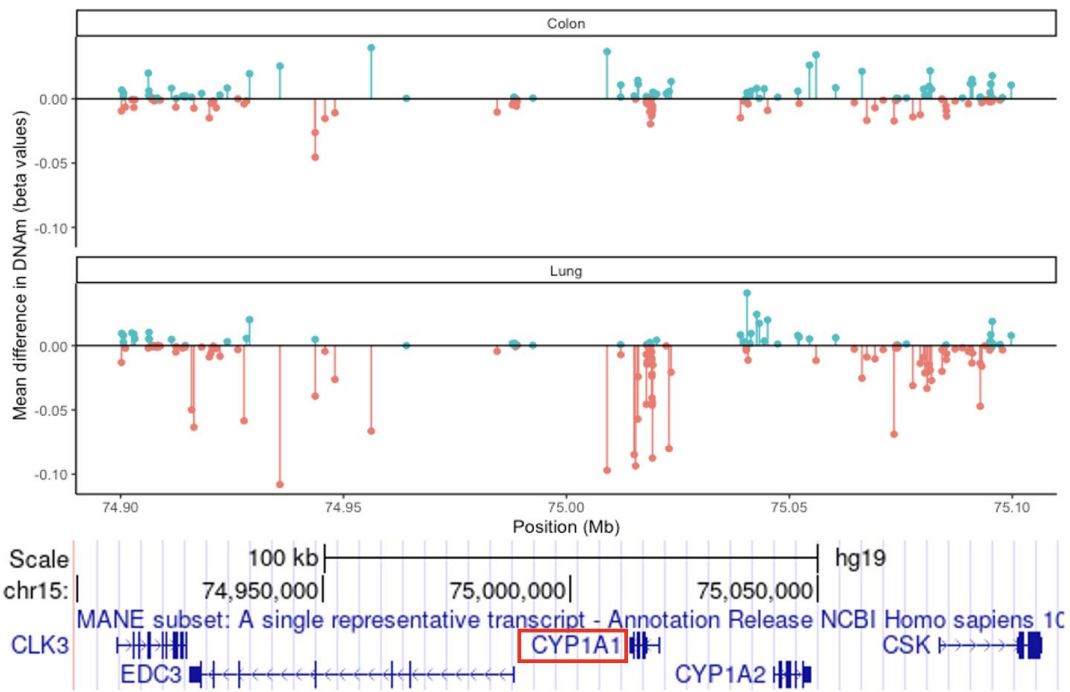 Colon
0.00
-0.05
-0.10
Mean difference in DNAm (beta values)
Lung
0.00
-0.05
-0.10
74.90 74.95 75.00 75.05 75.10
Position (Mb)
Scale 100 kb hg19
chr15: 74,950,000 75,000,000 75,050,000
MANE subset: A single representative transcript - Annotation Release NCBI Homo sapiens 10
CLK3 CYP1A1 CSK
EDC3 CYP1A2